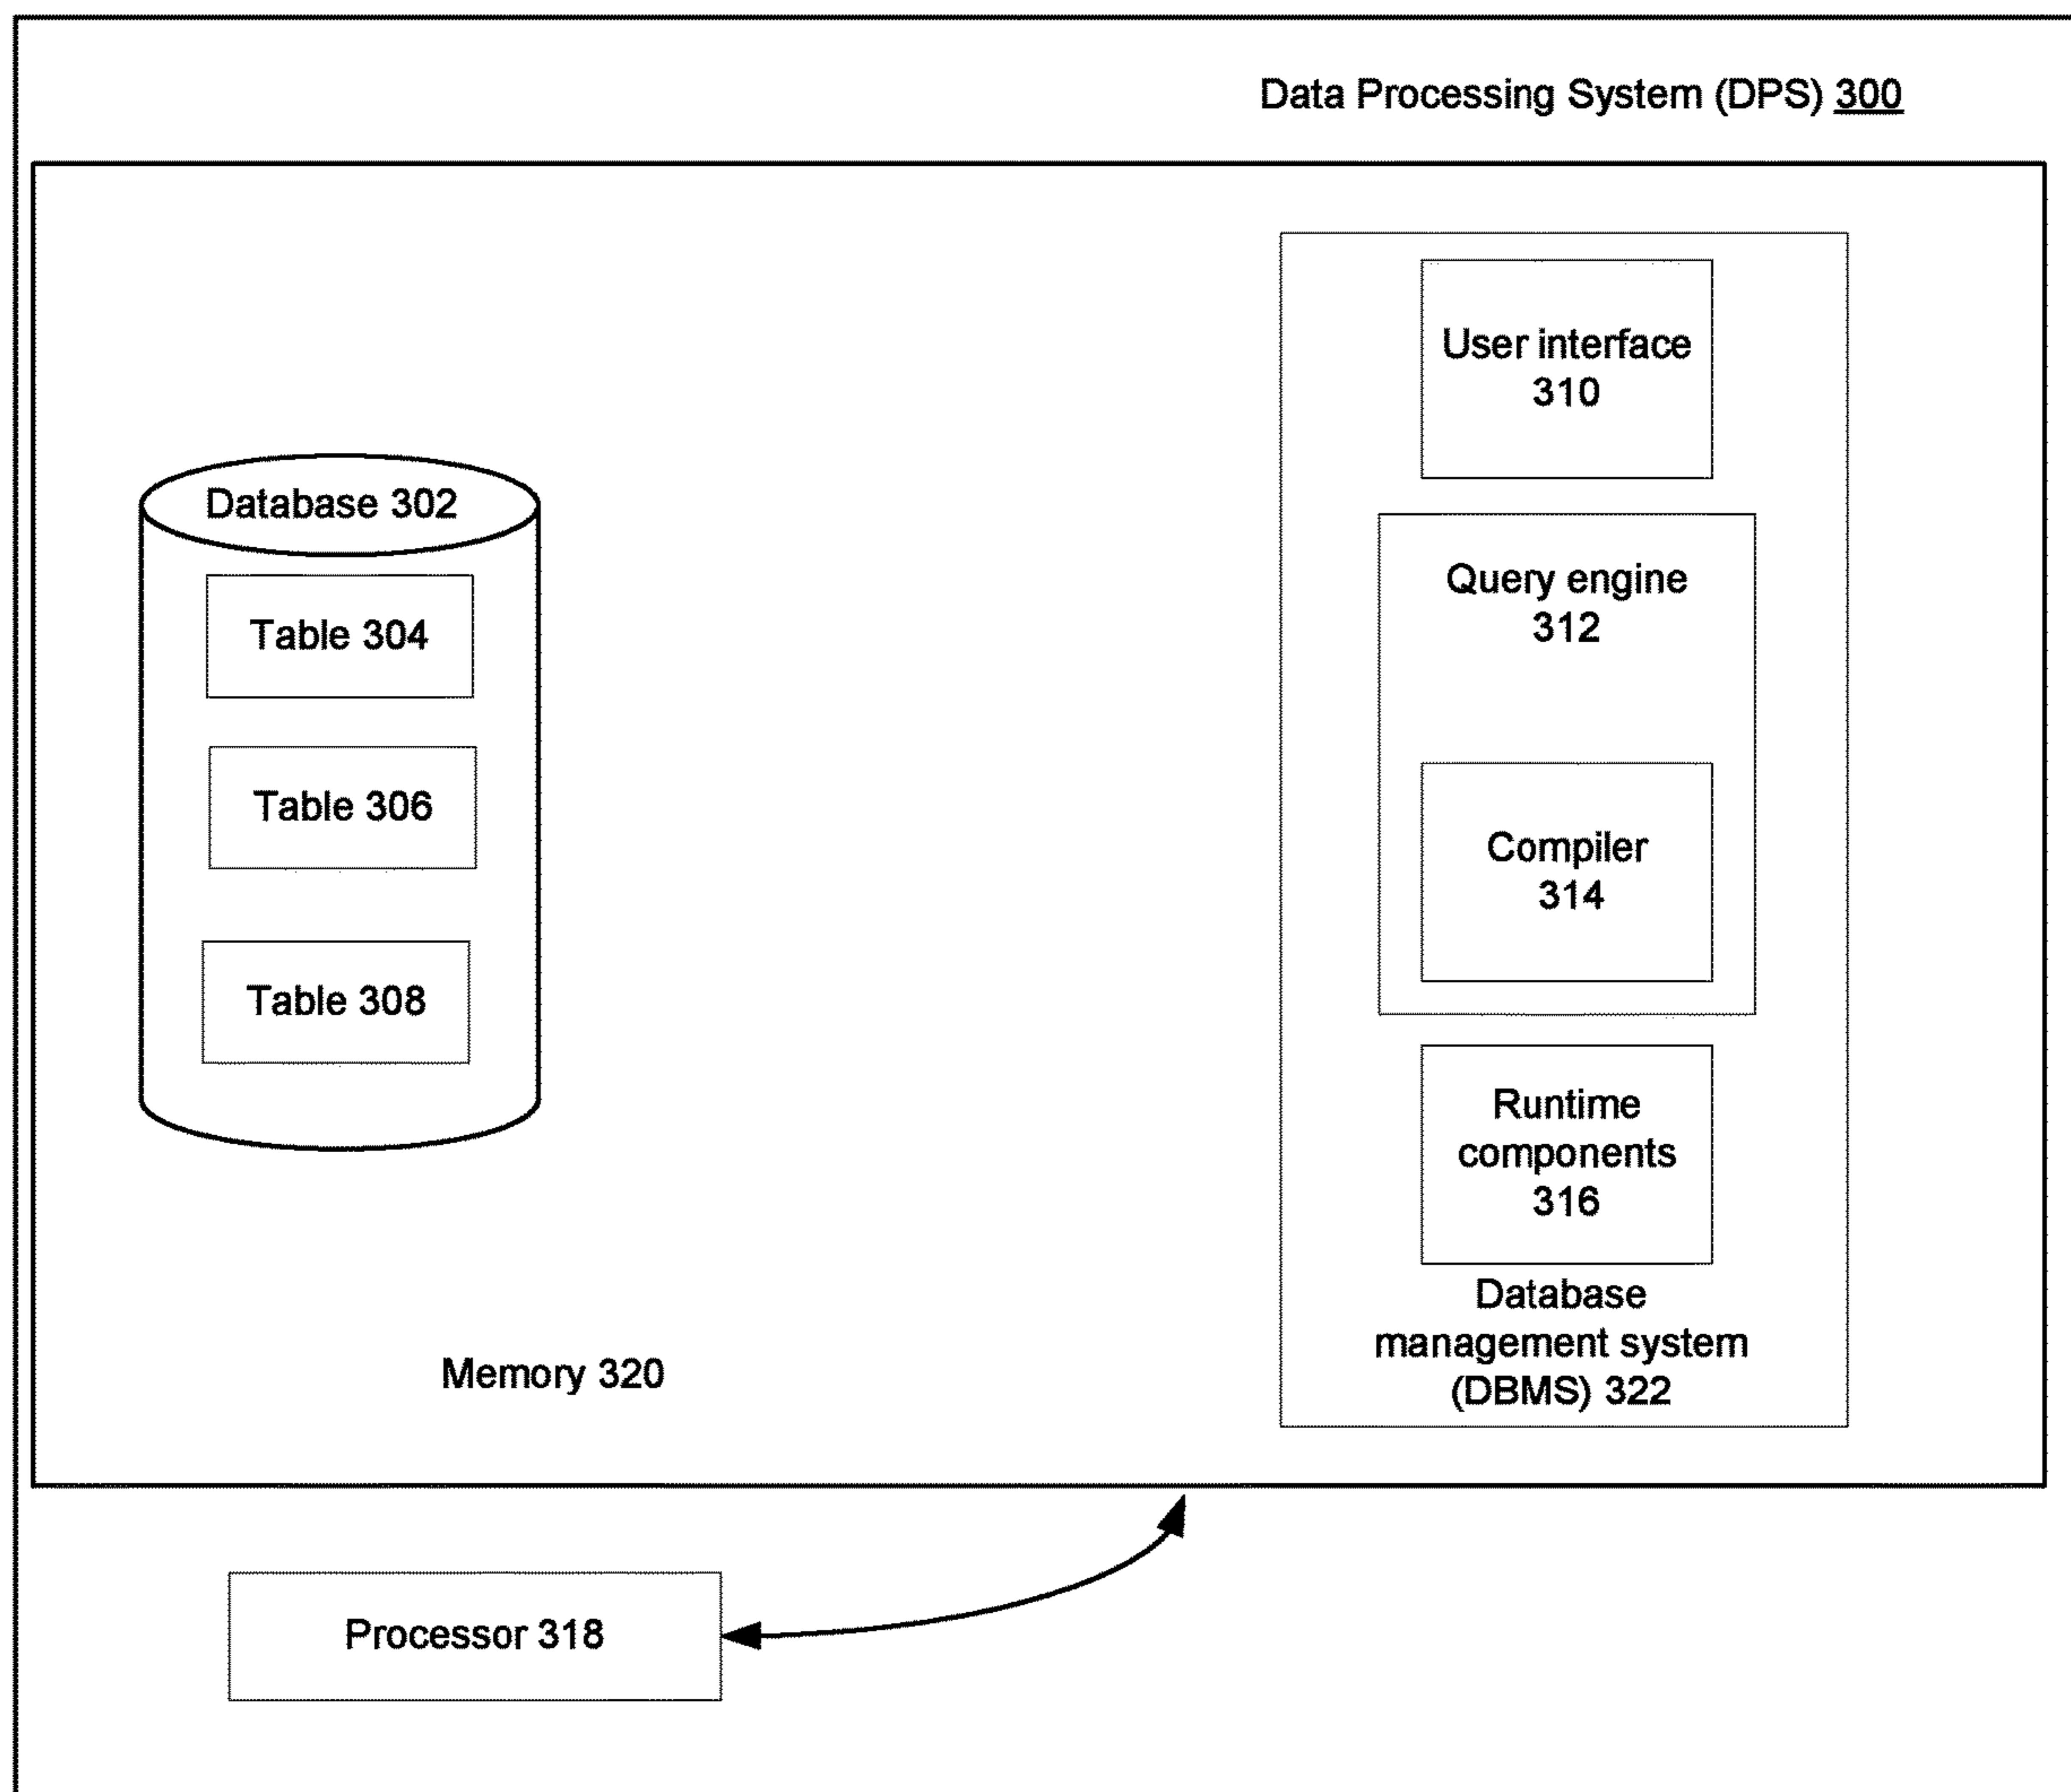 Data Processing System (DPS) 300
User interface
310
Database 302
Query engine
312
Table 304
Table 306
Compiler
314
Table 308
Runtime
components
316
Database
management system
(DBMS) 322
Memory 320
Processor 318